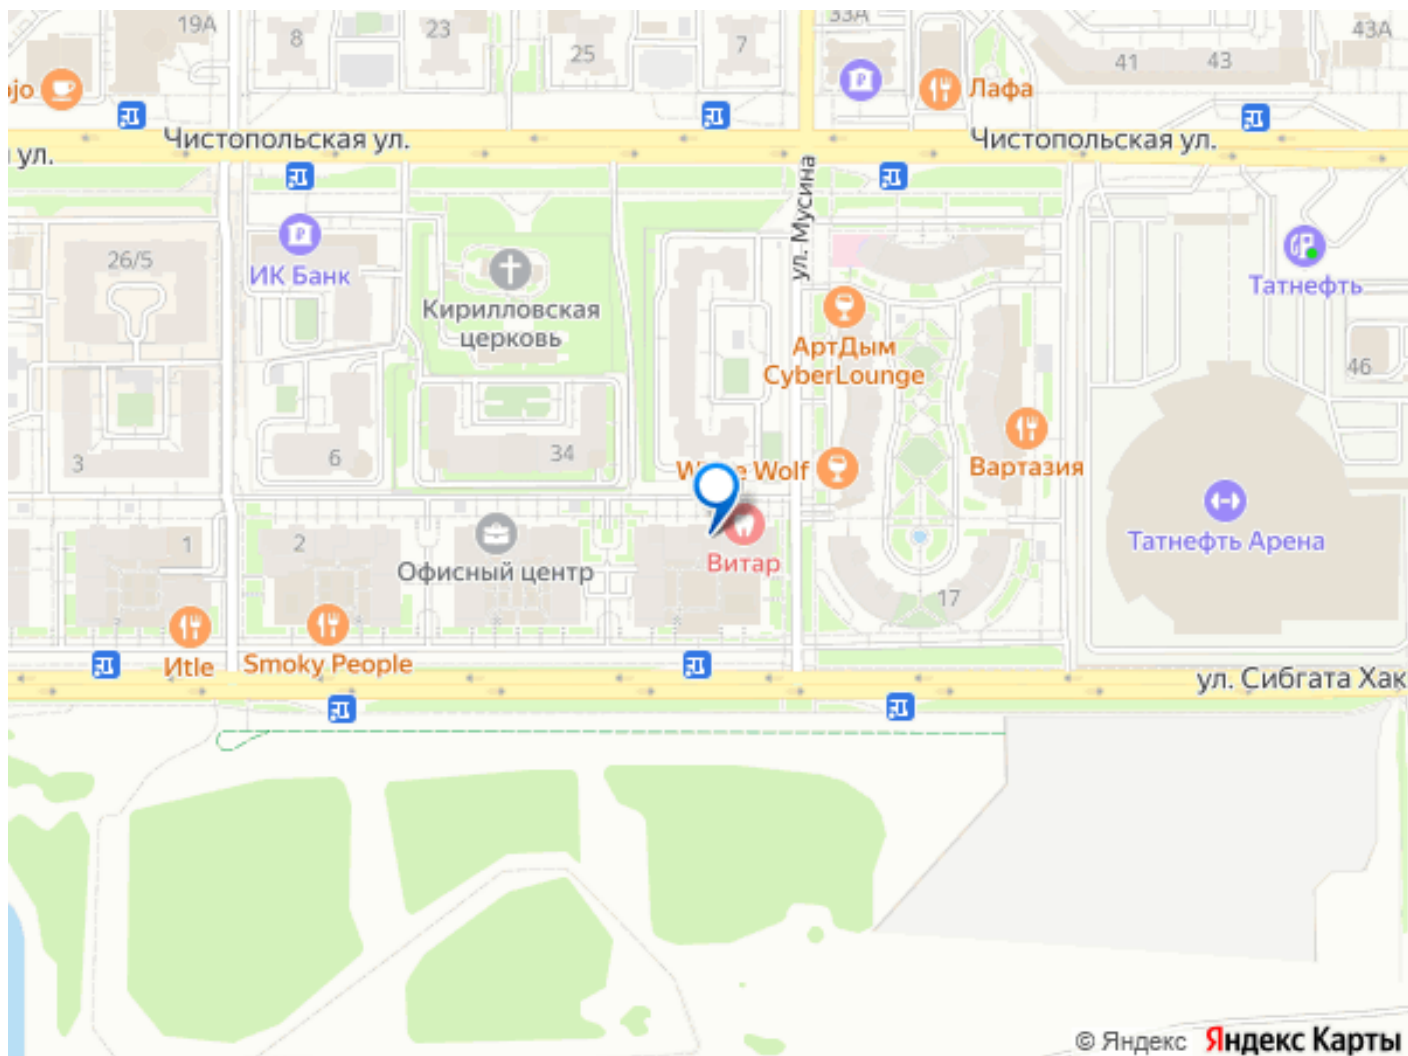 19А
8
23
25
7
33А
41
43
43А
ojo
Лафа
Чистопольская ул.
Чистопольская ул.
ул.
ул. Мусина
26/5
ИК Банк
Кирилловская
церковь
Татнефть
АртДым
CyberLounge
46
3
6
34
Wolf
Вартазия
Татнефть Арена
1
2
Офисный центр
Витар
17
Иtle
Smoky People
ул. Сибгата Хак
© Яндекс Яндекс Карты